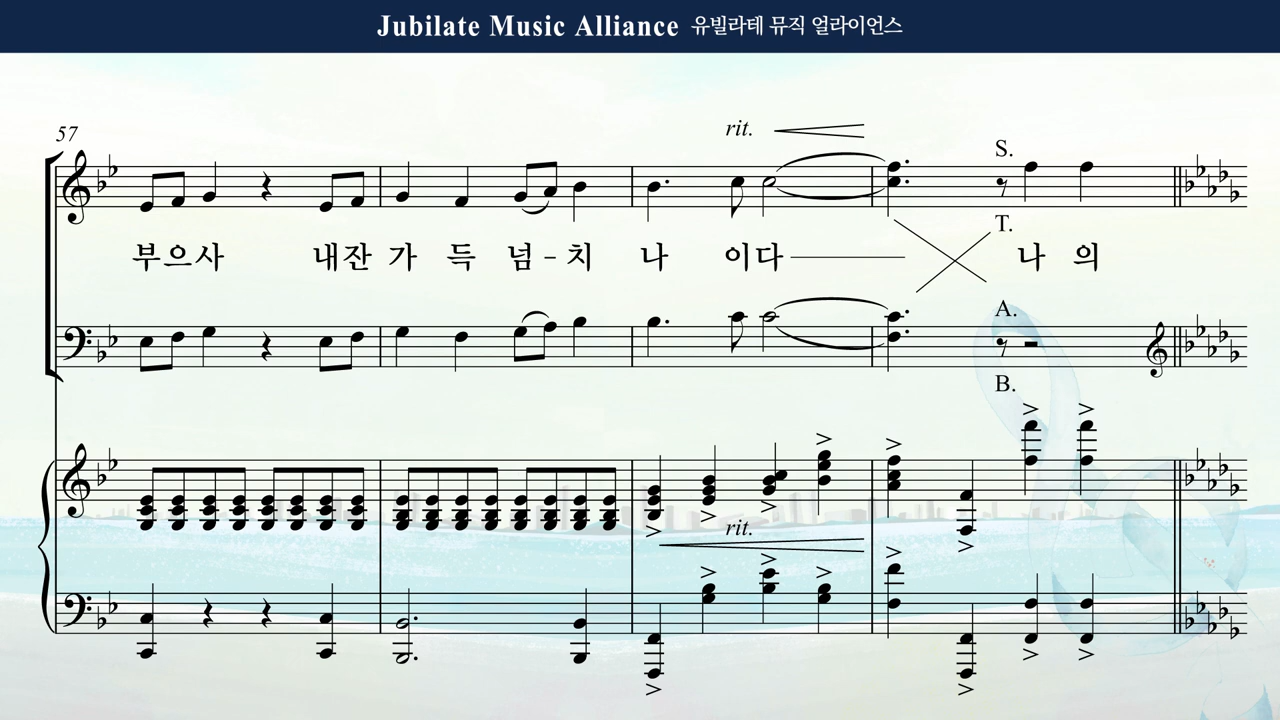 Jubilate Music Alliance 유빌라테 뮤직 얼라이언스
57
rit.
S.
T.
부으사 내잔 가 득 넘 - 치 나 이다 나 의
A.
B.
rit.